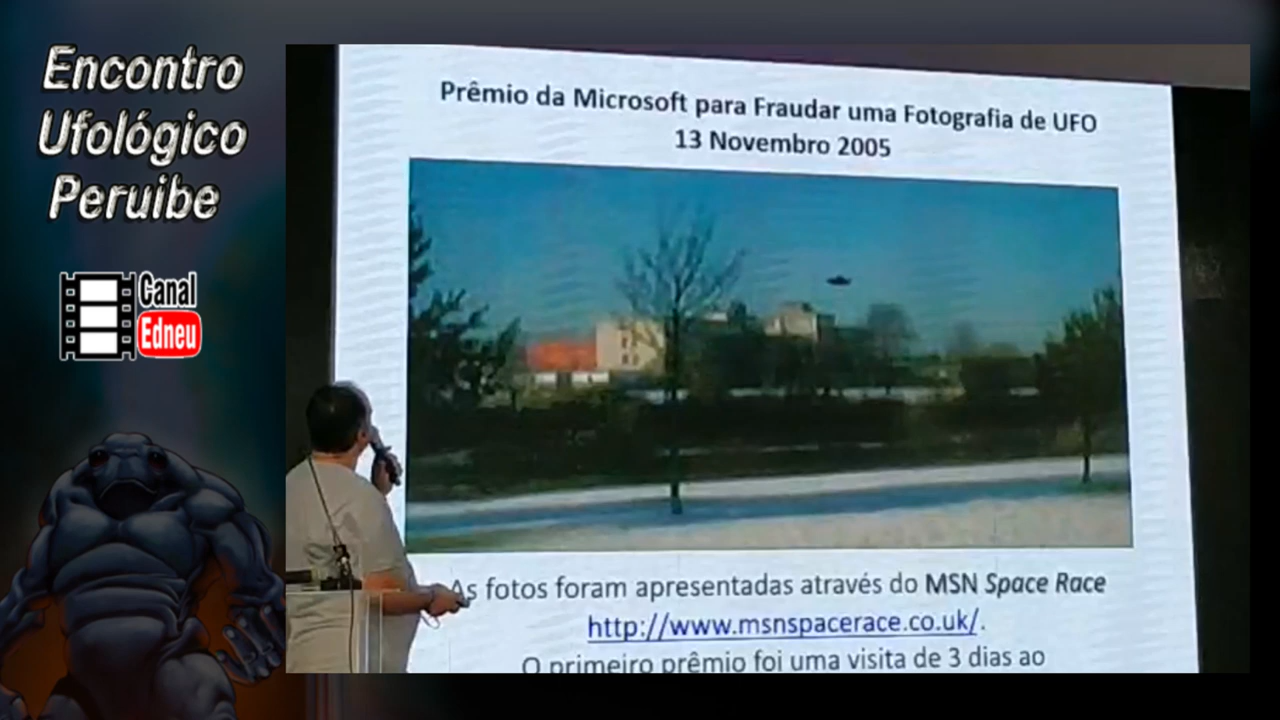 Encontro
Ufológico
Peruibe
Canal
Edneu
Prêmio da Microsoft para Fraudar uma Fotografia de UFO
13 Novembro 2005
As fotos foram apresentadas através do MSN Space Race
http://www.msnspacerace.co.uk/.
O primeiro prêmio foi uma visita de 3 dias ao